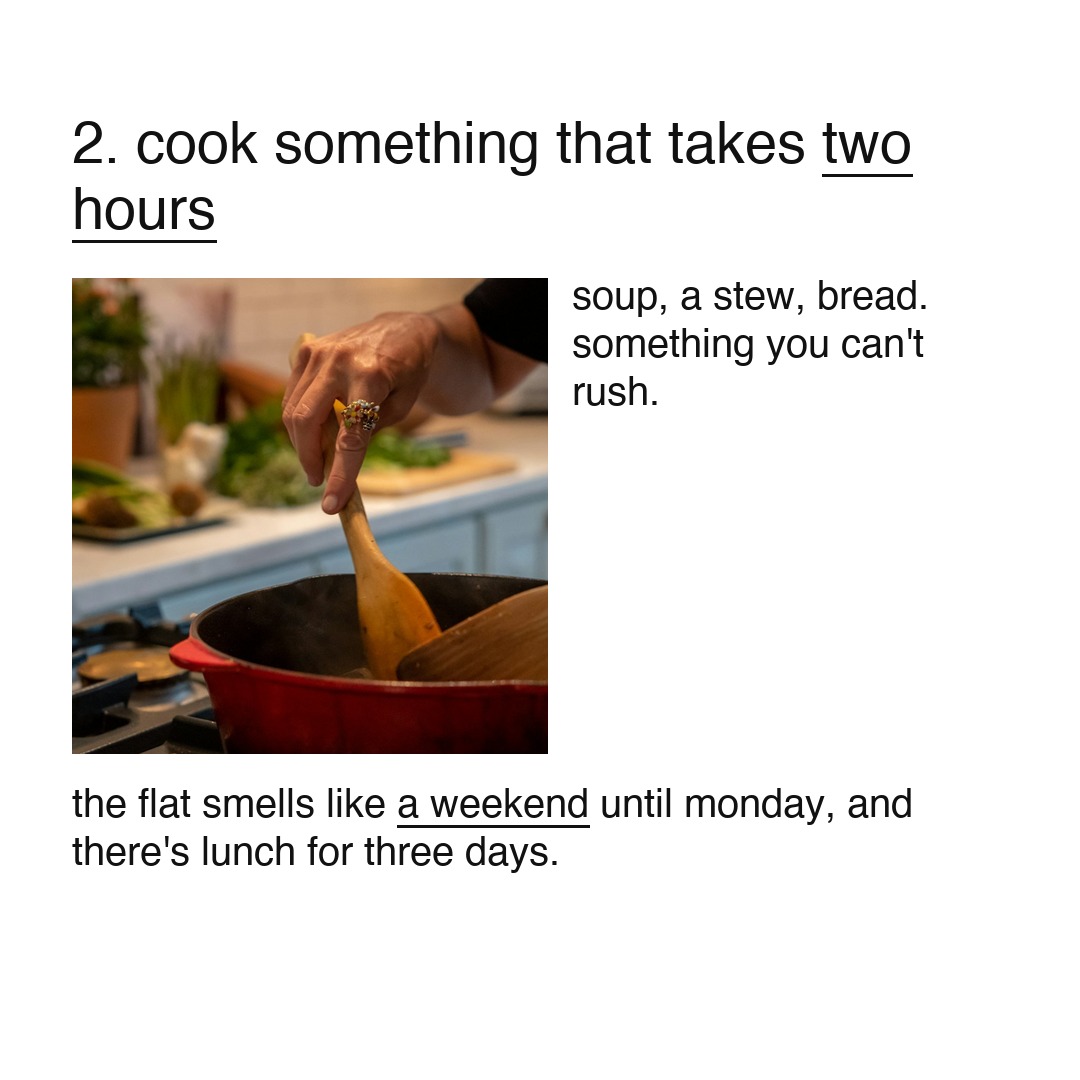 2. cook something that takes two
hours
soup, a stew, bread.
something you can't
rush.
the flat smells like a weekend until monday, and
there's lunch for three days.